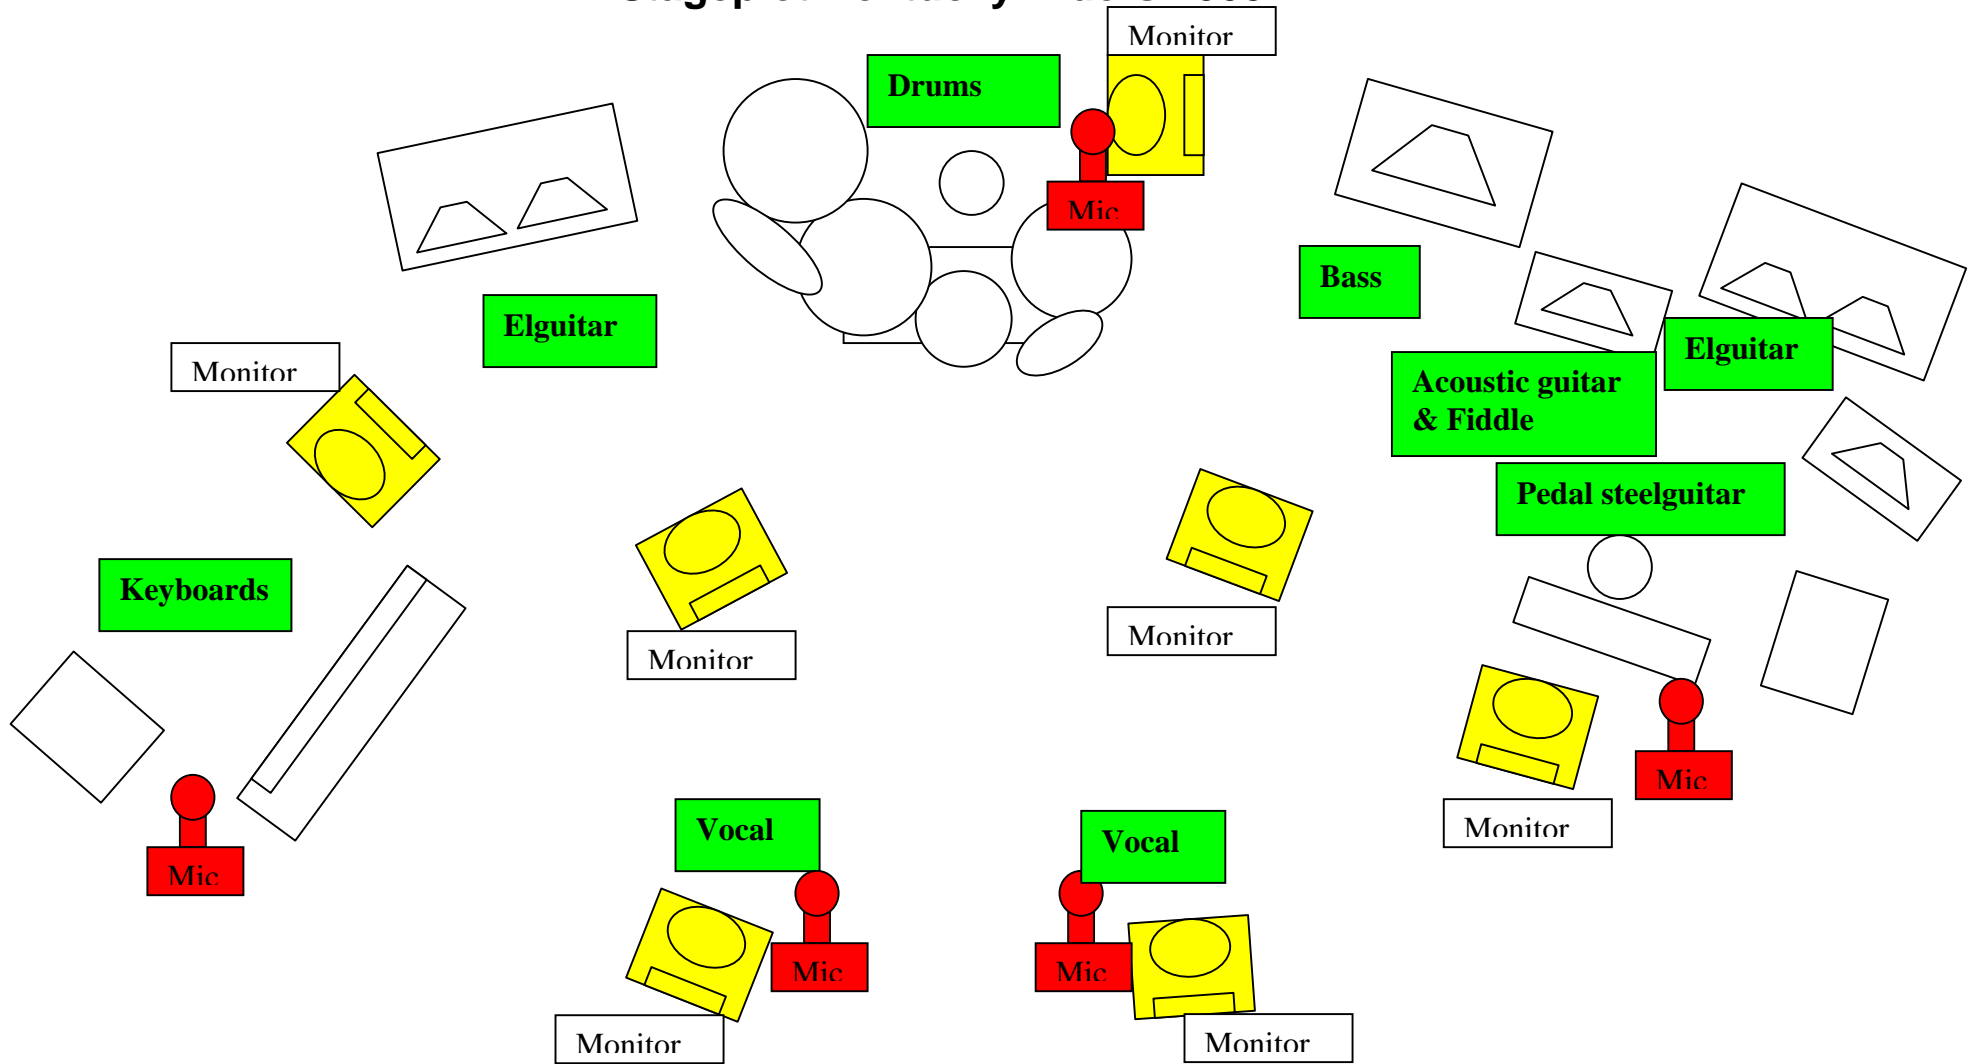 Monitor
Drums
Mic
Bass
Elguitar
Elguitar
Monitor
Acoustic guitar
& Fiddle
Pedal steelguitar
Keyboards
Monitor
Monitor
Mic
Monitor
Vocal
Vocal
Mic
Mic
Mic
Monitor
Monitor